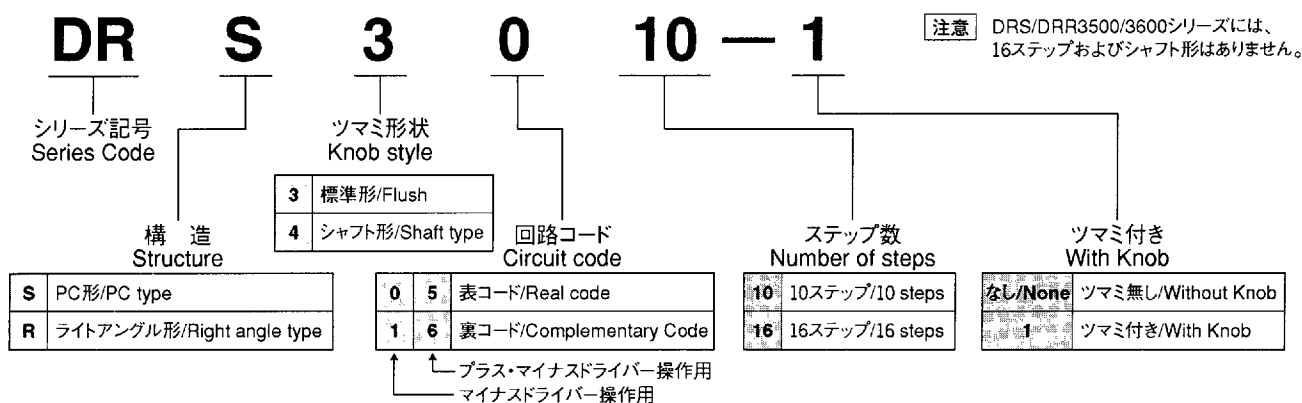 DR S 3 0 10 — 1
注意 DRS/DRR3500/3600シリーズには、
16ステップおよびシャフト形はありません。
シリーズ記号
Series Code
ツマミ形状
Knob style
3 標準形/Flush
4 シャフト形/Shaft type
構 造
Structure
S PC形/PC type
R ライトアングル形/Right angle type
回路コード
Circuit code
0 5 表コード/Real code
1 6 裏コード/Complementary Code
プラス・マイナスドライバー操作用
マイナスドライバー操作用
ステップ数
Number of steps
10 10ステップ/10 steps
16 16ステップ/16 steps
ツマミ付き
With Knob
なし/None ツマミ無し/Without Knob
1 ツマミ付き/With Knob